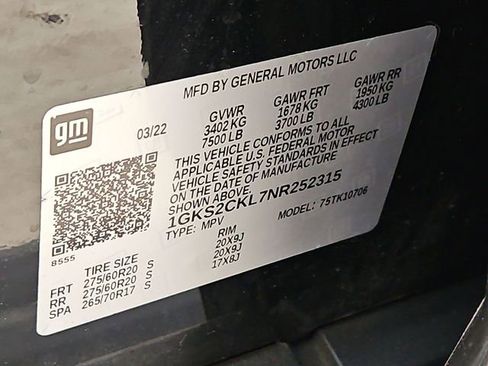 MFD BY GENERAL MOTORS LLC
gm
03/22
GVWR GAWR FRT GAWR RR
3402 KG 1678 KG 1950 KG
7500 LB 3700 LB 4300 LB
THIS VEHICLE CONFORMS TO ALL
APPLICABLE U.S. FEDERAL MOTOR
VEHICLE SAFETY STANDARDS IN EFFECT
ON THE DATE OF MANUFACTURE
SHOWN ABOVE.
1GKS2CKL7NR252315
TYPE: MPV MODEL: 75TK10706
8555
TIRE SIZE RIM
FRT 275/60R20 S 20X9J
RR 275/60R20 S 20X9J
SPA 265/70R17 S 17X8J